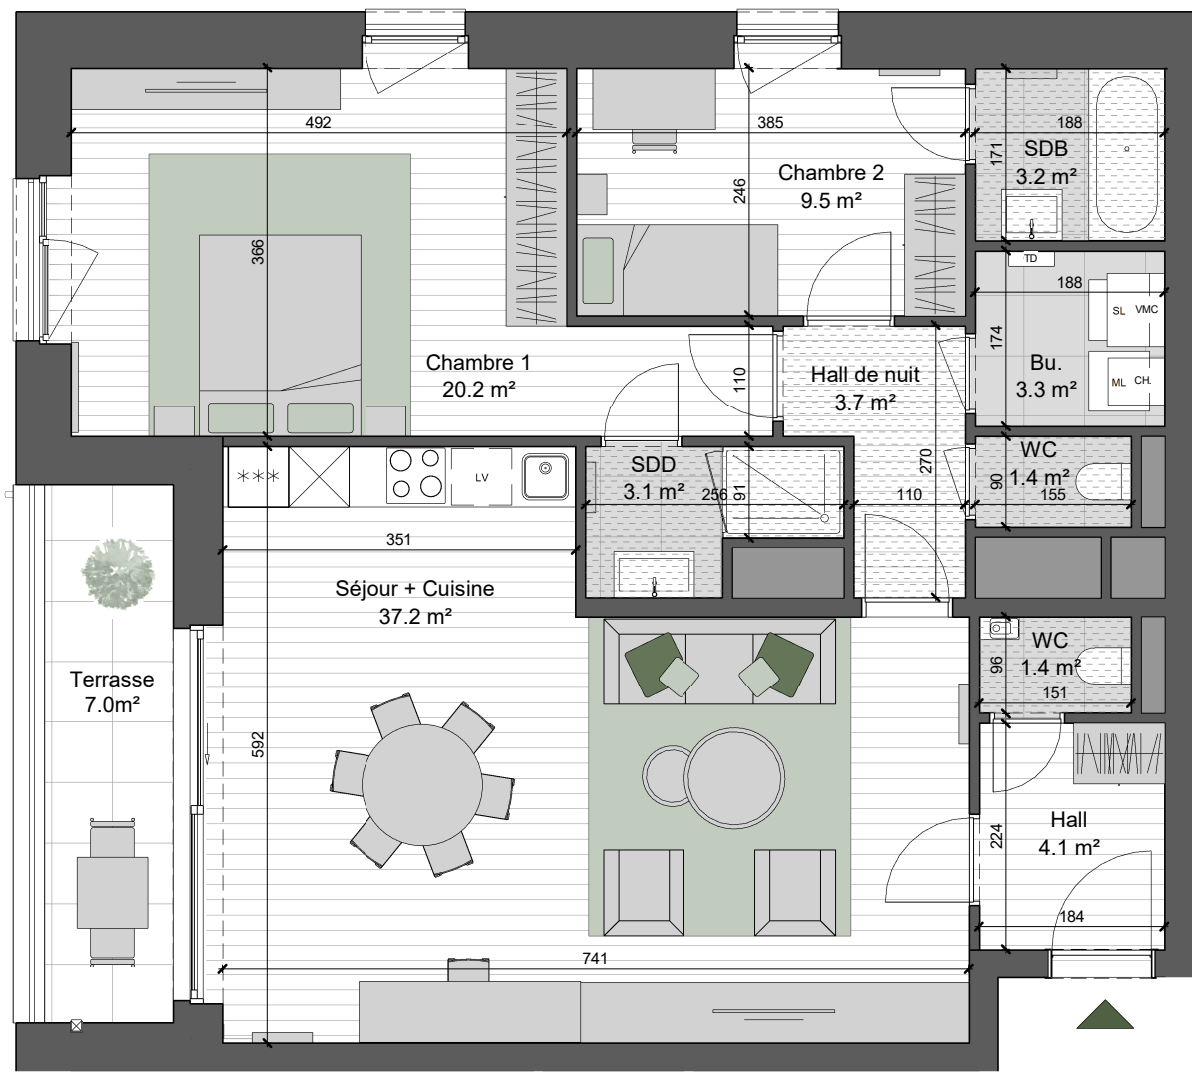 492
385
188
SDB
3.2 m²
171
Chambre 2
9.5 m²
246
366
TD
188
SL VMC
174
Bu.
3.3 m²
ML CH.
Chambre 1
20.2 m²
110
Hall de nuit
3.7 m²
WC
1.4 m²
90
155
***
LV
SDD
3.1 m²
256
91
270
110
351
Séjour + Cuisine
37.2 m²
WC
1.4 m²
96
151
Terrasse
7.0m²
592
Hall
4.1 m²
224
184
741